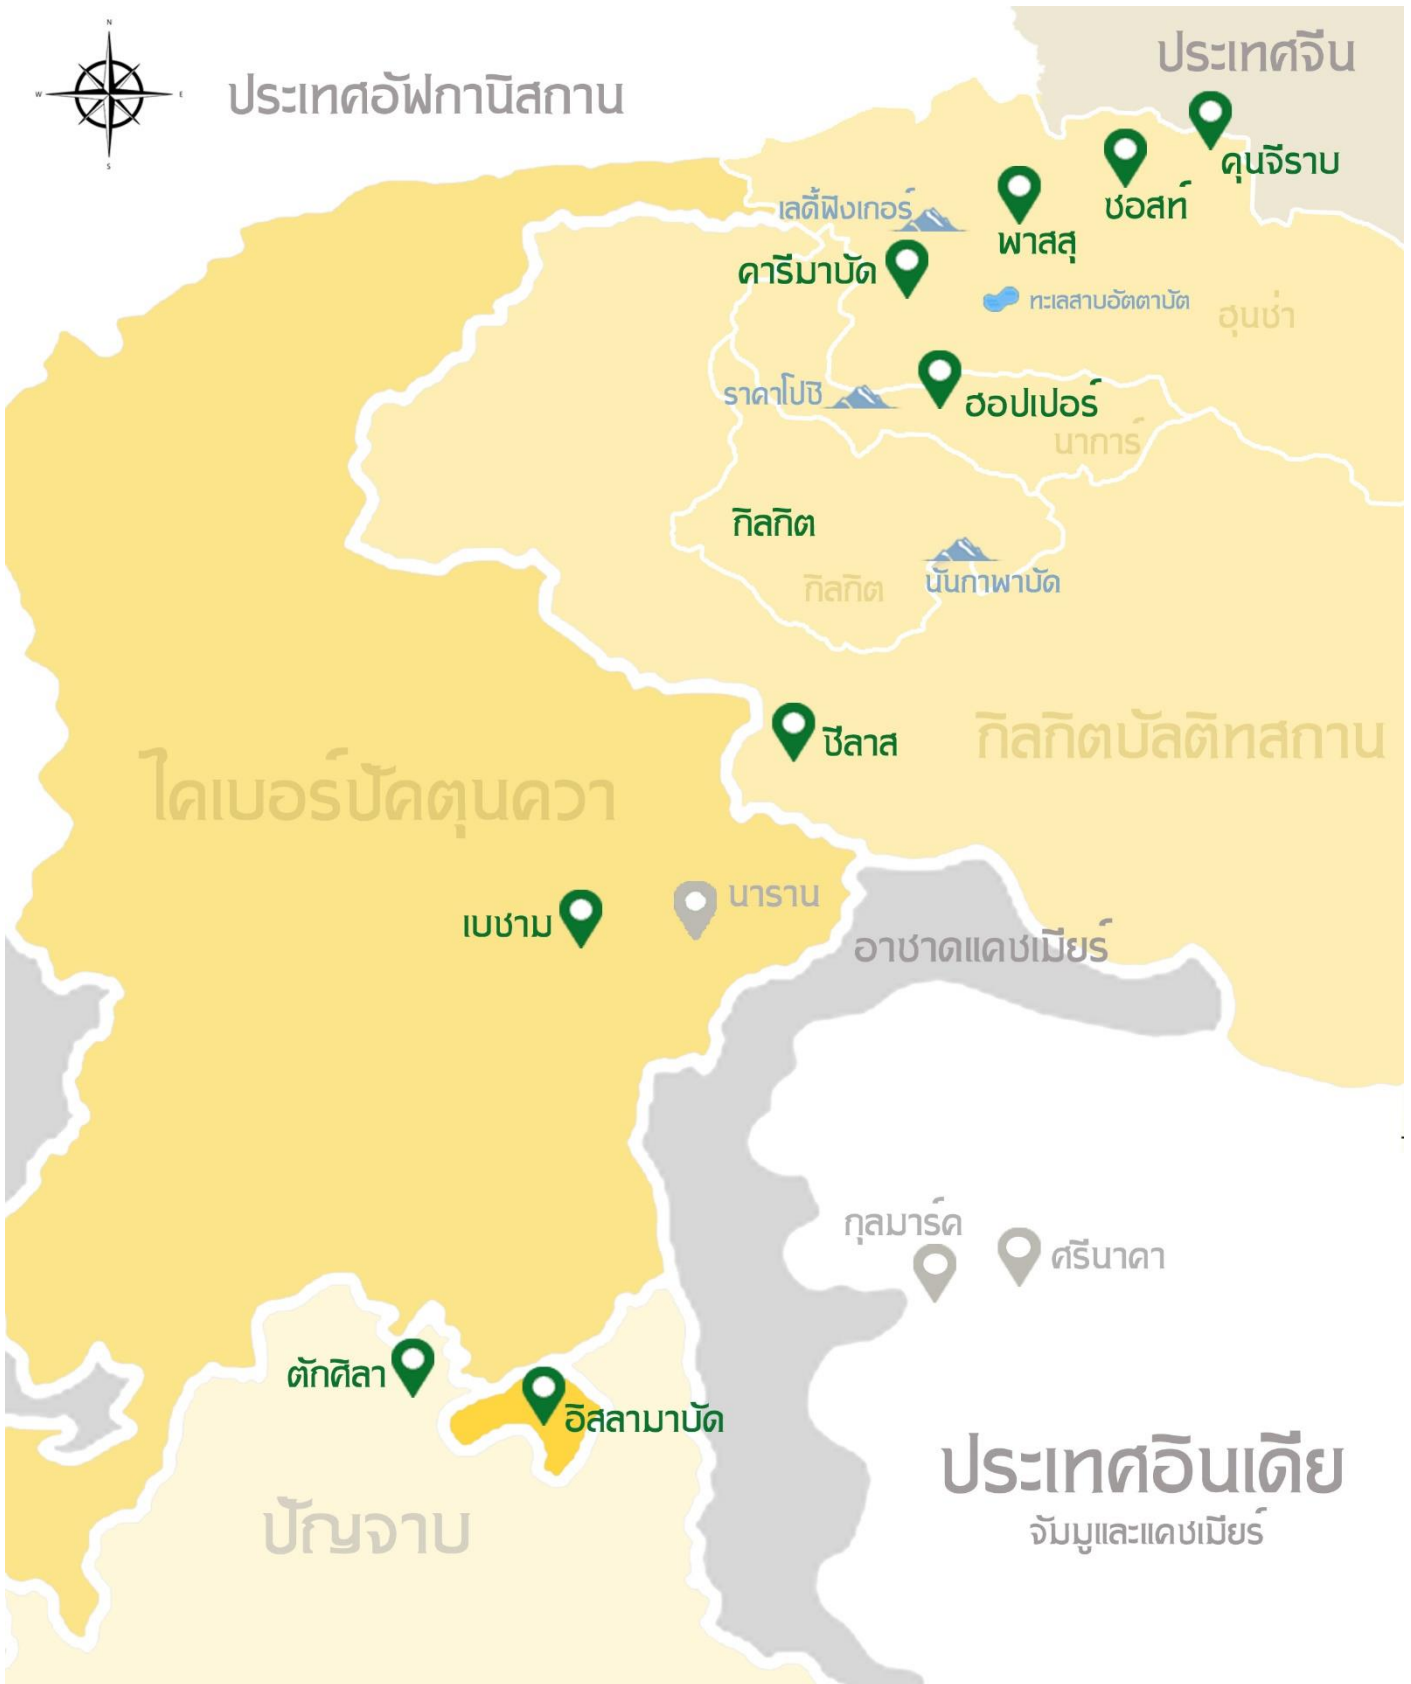 N
W
E
S
ประเทศอัฟกานิสถาน
ประเทศจีน
คุนจีราบ
ซอสท์
เลดี้ฟิงเกอร์
พาสสุ
คารีมาบัด
ทะเลสาบอัตตาบัต
ฮุนซ่า
ราคาโปชิ
ฮอปเปอร์
นาการ์
กิลกิต
นันกาพาบัด
กิลกิต
ชีลาส
กิลกิตบัลติทสถาน
ไคเบอร์ปัคตุนควา
นาราน
เบชาม
อาซาดแคชเมียร์
กุลมาร์ค
ศรีนาคา
ตักศิลา
อิสลามาบัด
ประเทศอินเดีย
จัมมูและแคชเมียร์
ปัญจาบ